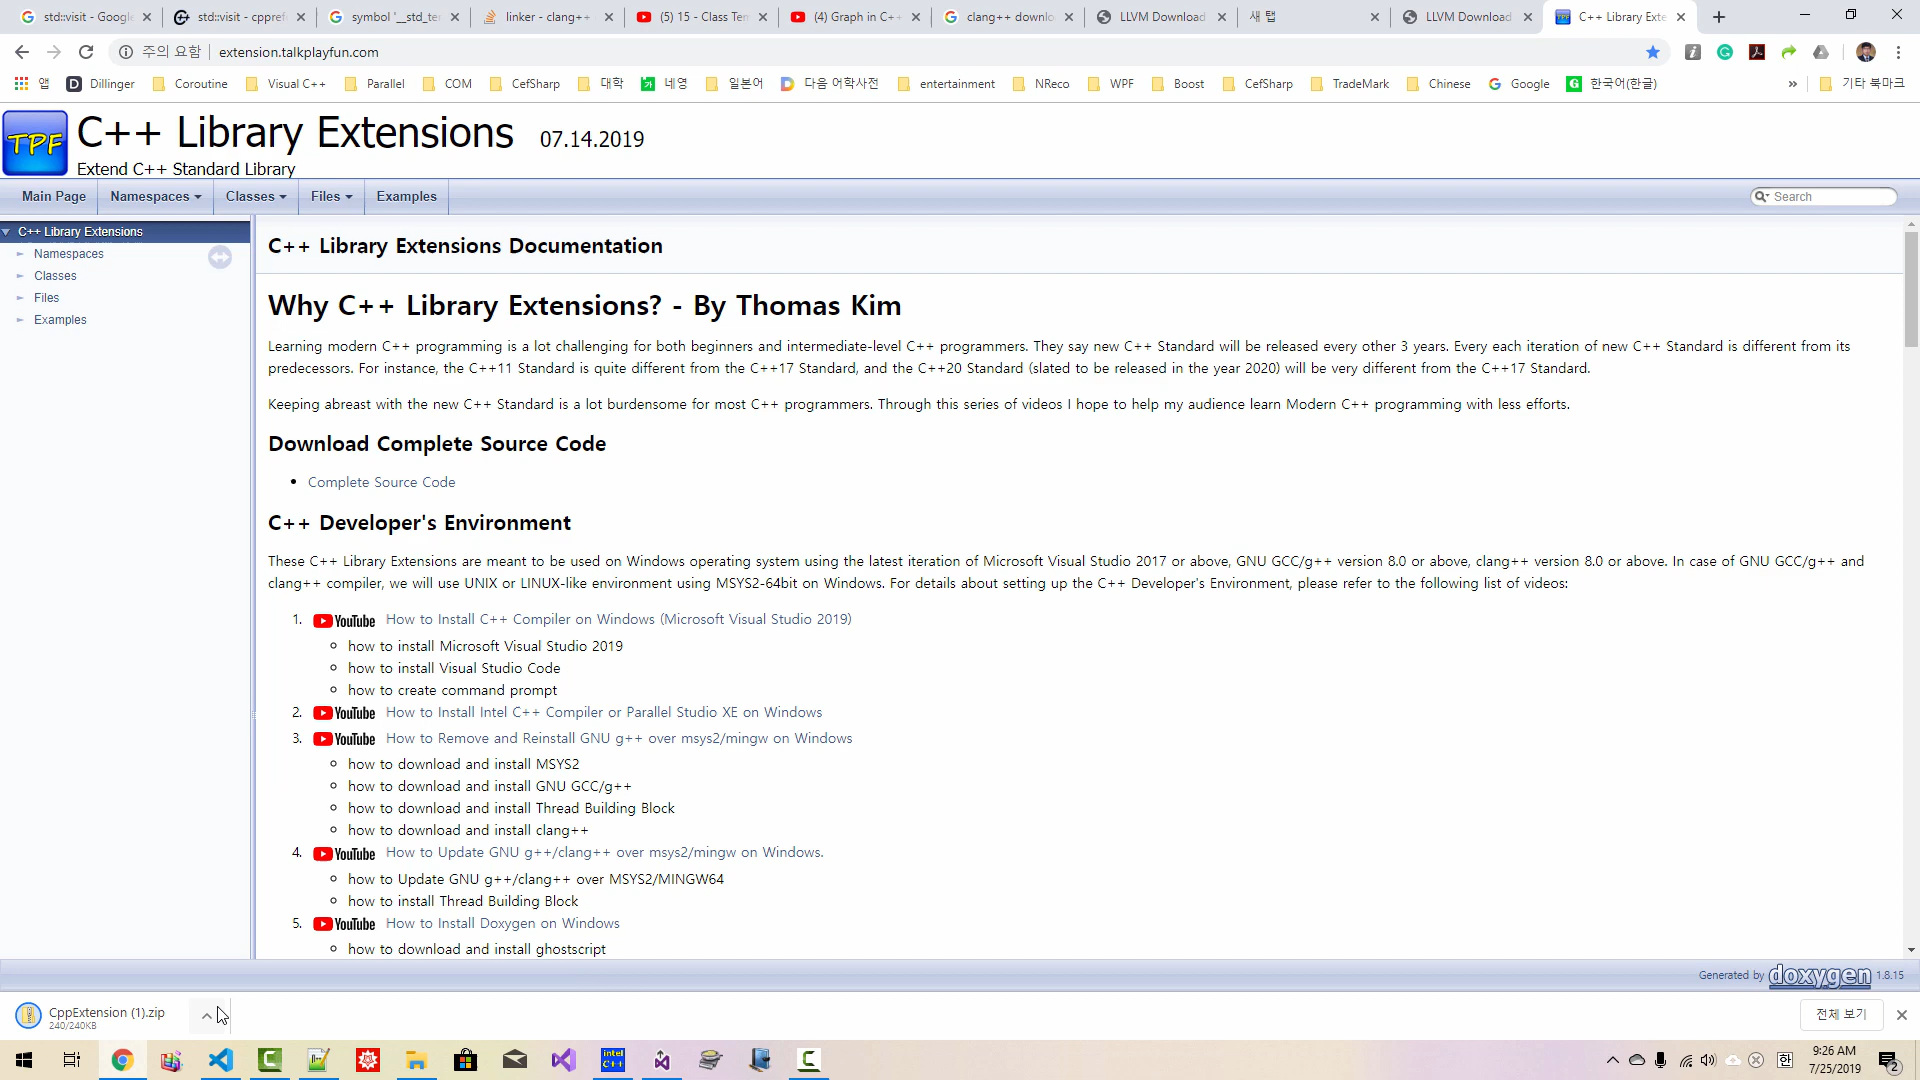 std::visit - Google
std::visit - cppref
symbol '__std_te
linker - clang++
(5) 15 - Class Tem
(4) Graph in C++
clang++ downlo
LLVM Download
새 탭
LLVM Download
C++ Library Exte
주의 요함
extension.talkplayfun.com
앱
Dillinger
Coroutine
Visual C++
Parallel
COM
CefSharp
대학
네영
일본어
다음 어학사전
entertainment
NReco
WPF
Boost
CefSharp
TradeMark
Chinese
Google
한국어(한글)
기타 북마크
TPF
C++ Library Extensions 07.14.2019
Extend C++ Standard Library
Main Page
Namespaces
Classes
Files
Examples
Search
C++ Library Extensions
Namespaces
Classes
Files
Examples
C++ Library Extensions Documentation
Why C++ Library Extensions? - By Thomas Kim
Learning modern C++ programming is a lot challenging for both beginners and intermediate-level C++ programmers. They say new C++ Standard will be released every other 3 years. Every each iteration of new C++ Standard is different from its
predecessors. For instance, the C++11 Standard is quite different from the C++17 Standard, and the C++20 Standard (slated to be released in the year 2020) will be very different from the C++17 Standard.
Keeping abreast with the new C++ Standard is a lot burdensome for most C++ programmers. Through this series of videos I hope to help my audience learn Modern C++ programming with less efforts.
Download Complete Source Code
• Complete Source Code
C++ Developer's Environment
These C++ Library Extensions are meant to be used on Windows operating system using the latest iteration of Microsoft Visual Studio 2017 or above, GNU GCC/g++ version 8.0 or above, clang++ version 8.0 or above. In case of GNU GCC/g++ and
clang++ compiler, we will use UNIX or LINUX-like environment using MSYS2-64bit on Windows. For details about setting up the C++ Developer's Environment, please refer to the following list of videos:
1. YouTube How to Install C++ Compiler on Windows (Microsoft Visual Studio 2019)
how to install Microsoft Visual Studio 2019
how to install Visual Studio Code
how to create command prompt
2. YouTube How to Install Intel C++ Compiler or Parallel Studio XE on Windows
3. YouTube How to Remove and Reinstall GNU g++ over msys2/mingw on Windows
how to download and install MSYS2
how to download and install GNU GCC/g++
how to download and install Thread Building Block
how to download and install clang++
4. YouTube How to Update GNU g++/clang++ over msys2/mingw on Windows.
how to Update GNU g++/clang++ over MSYS2/MINGW64
how to install Thread Building Block
5. YouTube How to Install Doxygen on Windows
how to download and install ghostscript
Generated by doxygen 1.8.15
CppExtension (1).zip
240/240KB
전체 보기
intel C++
한
9:26 AM
7/25/2019
2